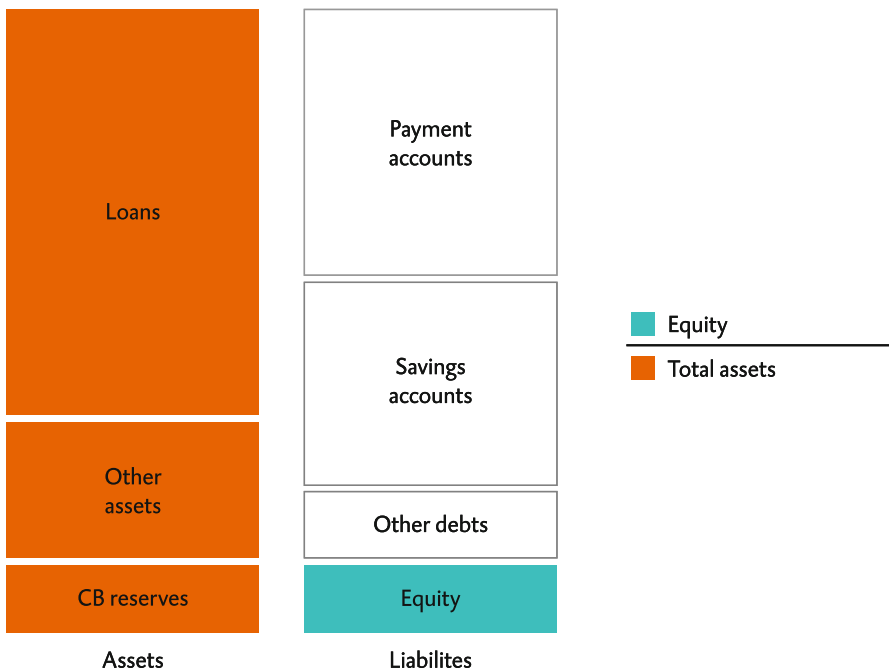 Loans
Other
assets
CB reserves
Assets
Payment
accounts
Savings
accounts
Other debts
Equity
Liabilites
Equity
Total assets